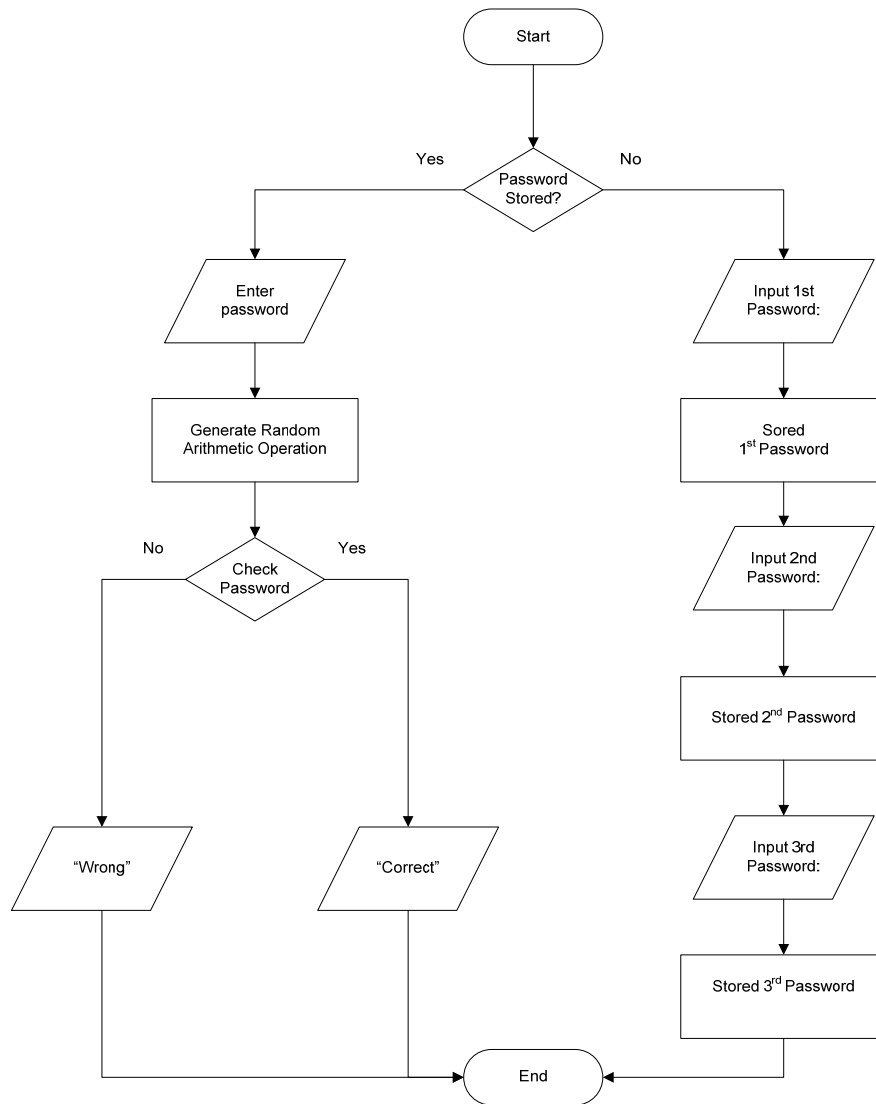 Start
Yes
No
Password
Stored?
Enter
password
Input 1st
Password:
Generate Random
Arithmetic Operation
Sored
1st Password
No
Yes
Check
Password
Input 2nd
Password:
Stored 2nd Password
"Wrong"
"Correct"
Input 3rd
Password:
Stored 3rd Password
End